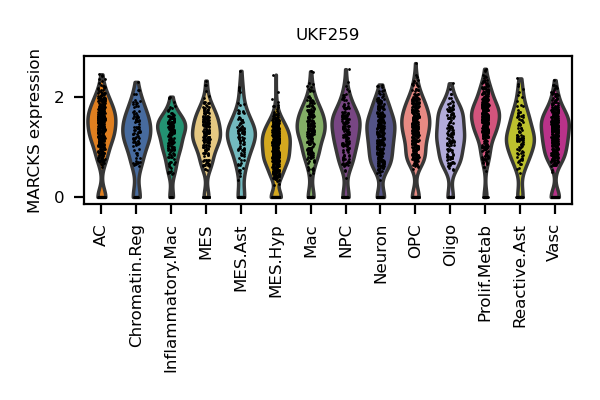 UKF259
MARCKS expression
2
0
AC
Chromatin.Reg
Inflammatory.Mac
MES
MES.Ast
MES.Hyp
Mac
NPC
Neuron
OPC
Oligo
Prolif.Metab
Reactive.Ast
Vasc